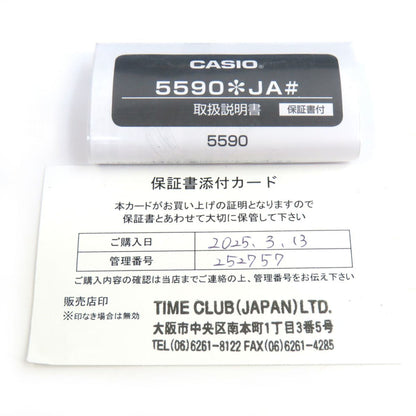 CASIO®
5590＊JA#
取扱説明書 保証書付
5590
保証書添付カード
本カードがお買い上げの証明となりますので
保証書とあわせて大切に保管して下さい
ご購入日 2025. 3. 13
管理番号 252757
ご購入内容の確認は当店までご連絡の上、管理番号をお伝え下さい
販売店印
※印なき場合は無効
TIME CLUB(JAPAN)LTD.
大阪市中央区南本町1丁目3番5号
TEL(06)6261-8122 FAX(06)6261-4285